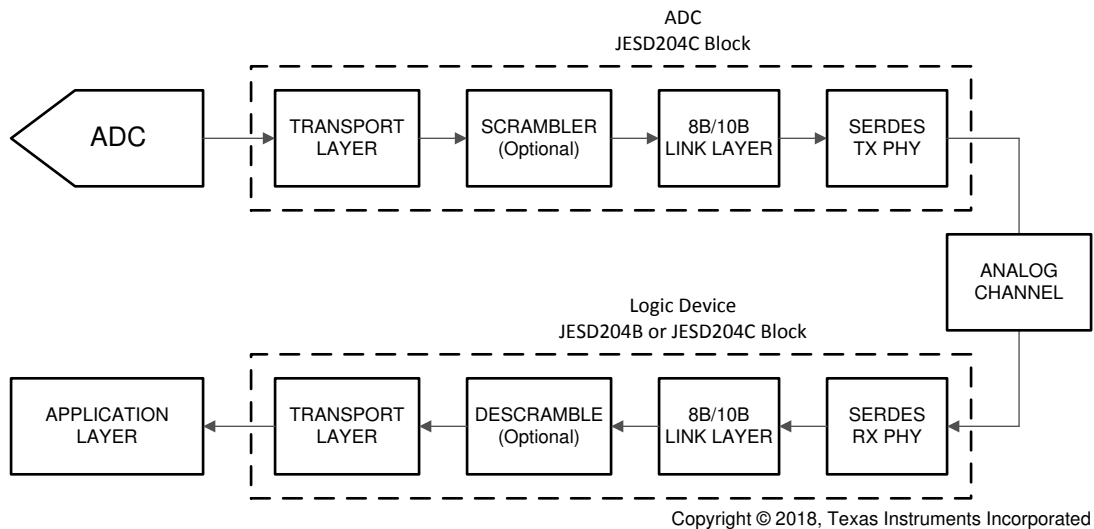 ADC
JESD204C Block
ADC
TRANSPORT
LAYER
SCRAMBLER
(Optional)
8B/10B
LINK LAYER
SERDES
TX PHY
ANALOG
CHANNEL
Logic Device
JESD204B or JESD204C Block
APPLICATION
LAYER
TRANSPORT
LAYER
DESCRAMBLE
(Optional)
8B/10B
LINK LAYER
SERDES
RX PHY
Copyright © 2018, Texas Instruments Incorporated